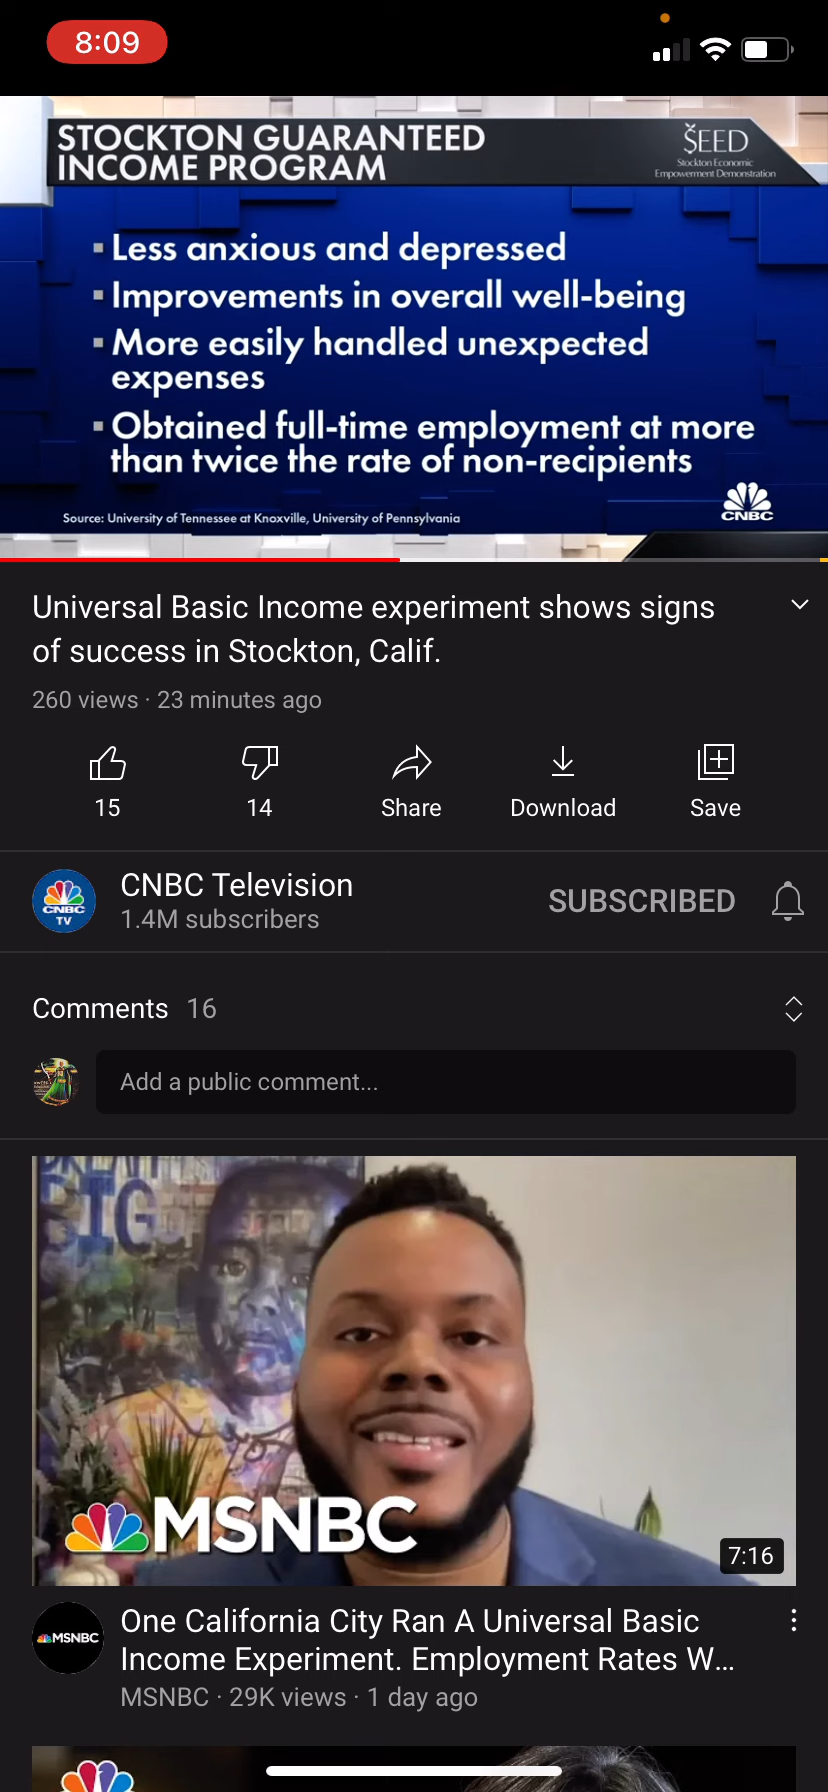 8:09
STOCKTON GUARANTEED
INCOME PROGRAM
SEED
Stockton Economic
Empowerment Demonstration
Less anxious and depressed
Improvements in overall well-being
More easily handled unexpected
expenses
Obtained full-time employment at more
than twice the rate of non-recipients
CNBC
Source: University of Tennessee at Knoxville, University of Pennsylvania
Universal Basic Income experiment shows signs
of success in Stockton, Calif.
260 views · 23 minutes ago
15 14 Share Download Save
CNBC TV
CNBC Television
1.4M subscribers
SUBSCRIBED
Comments 16
Add a public comment...
BIG
MSNBC
7:16
MSNBC
One California City Ran A Universal Basic
Income Experiment. Employment Rates W...
MSNBC · 29K views · 1 day ago